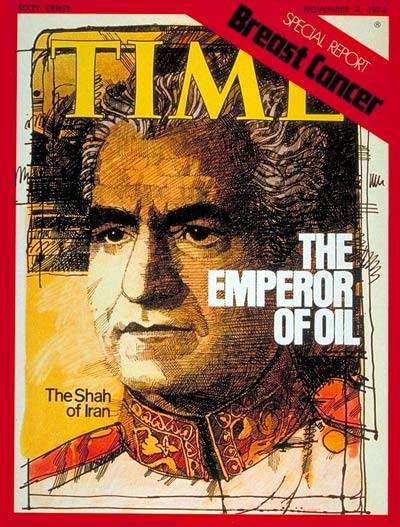 SIXTY CENTS
NOVEMBER 4, 1974
SPECIAL REPORT
Breast Cancer
®
TIME
THE
EMPEROR
OF OIL
The Shah
of Iran